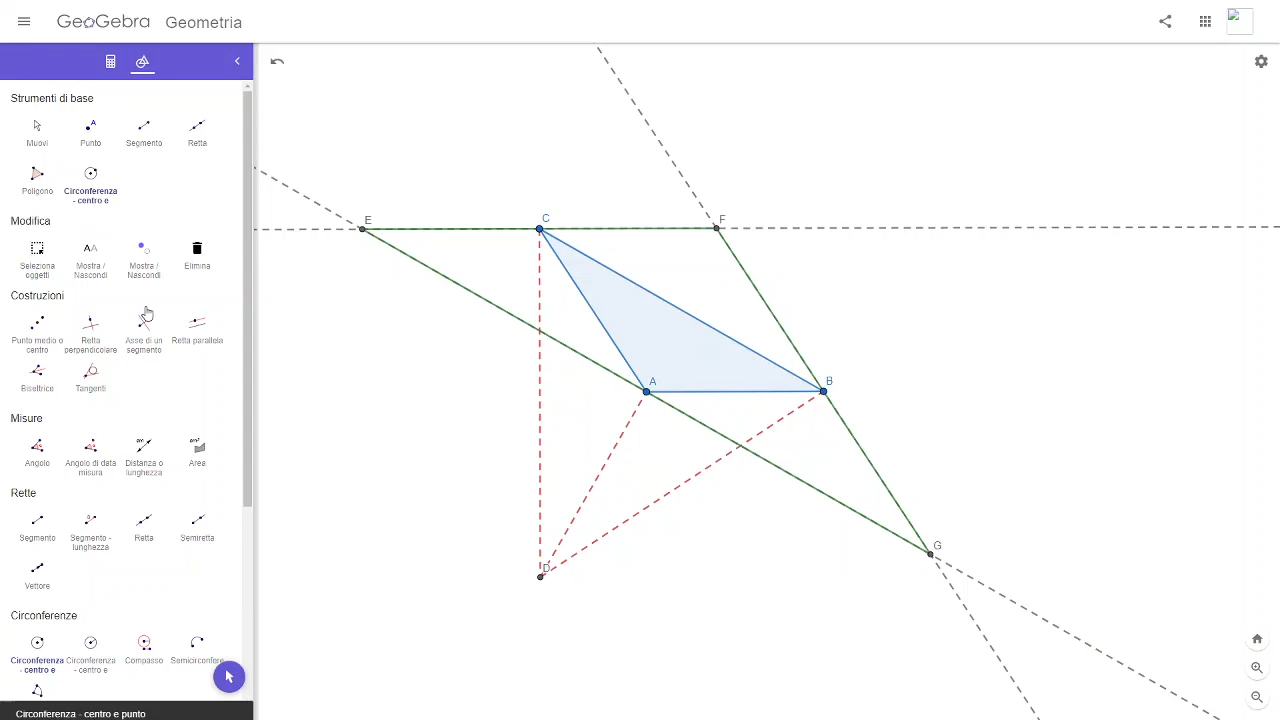 GeoGebra Geometria
Strumenti di base
Muovi Punto Segmento Retta
Poligono Circonferenza
- centro e
Modifica
Seleziona Mostra / Mostra / Elimina
oggetti Nascondi Nascondi
Costruzioni
Punto medio o Retta Asse di un Retta parallela
centro perpendicolare segmento
Bisettrice Tangenti
Misure
Angolo Angolo di data Distanza o Area
misura lunghezza
Rette
Segmento Segmento - Retta Semiretta
lunghezza
Vettore
Circonferenze
Circonferenza Circonferenza Compasso Semicirconfere
- centro e - centro e
Circonferenza - centro e punto
E
C
F
A
B
G
D